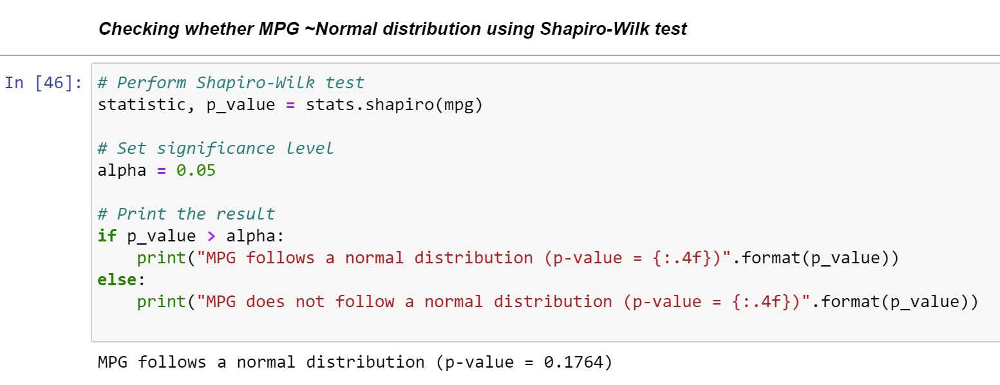 Checking whether MPG ~Normal distribution using Shapiro-Wilk test
In [46]:
# Perform Shapiro-Wilk test
statistic, p_value = stats.shapiro(mpg)
# Set significance level
alpha = 0.05
# Print the result
if p_value > alpha:
    print("MPG follows a normal distribution (p-value = {:.4f})".format(p_value))
else:
    print("MPG does not follow a normal distribution (p-value = {:.4f})".format(p_value))
MPG follows a normal distribution (p-value = 0.1764)